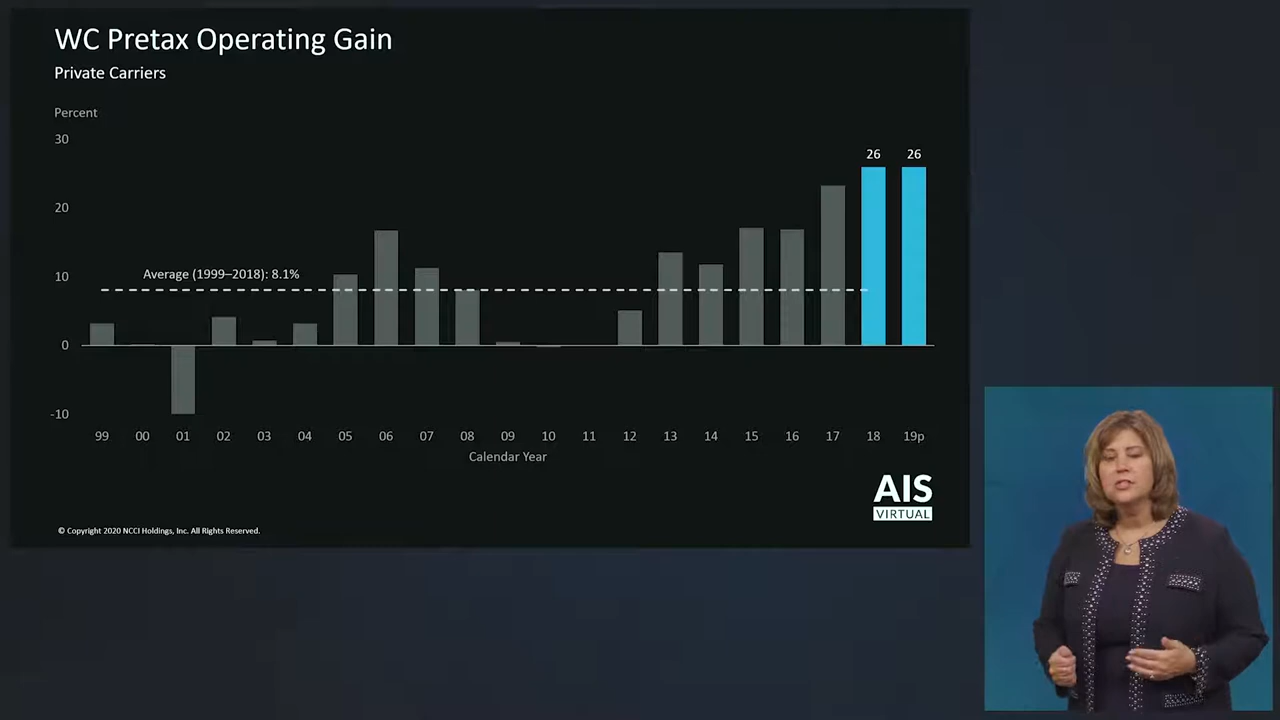 WC Pretax Operating Gain
Private Carriers
Percent
30
26 26
20
Average (1999–2018): 8.1%
10
0
-10
99 00 01 02 03 04 05 06 07 08 09 10 11 12 13 14 15 16 17 18 19p
Calendar Year
AIS
VIRTUAL
© Copyright 2020 NCCI Holdings, Inc. All Rights Reserved.